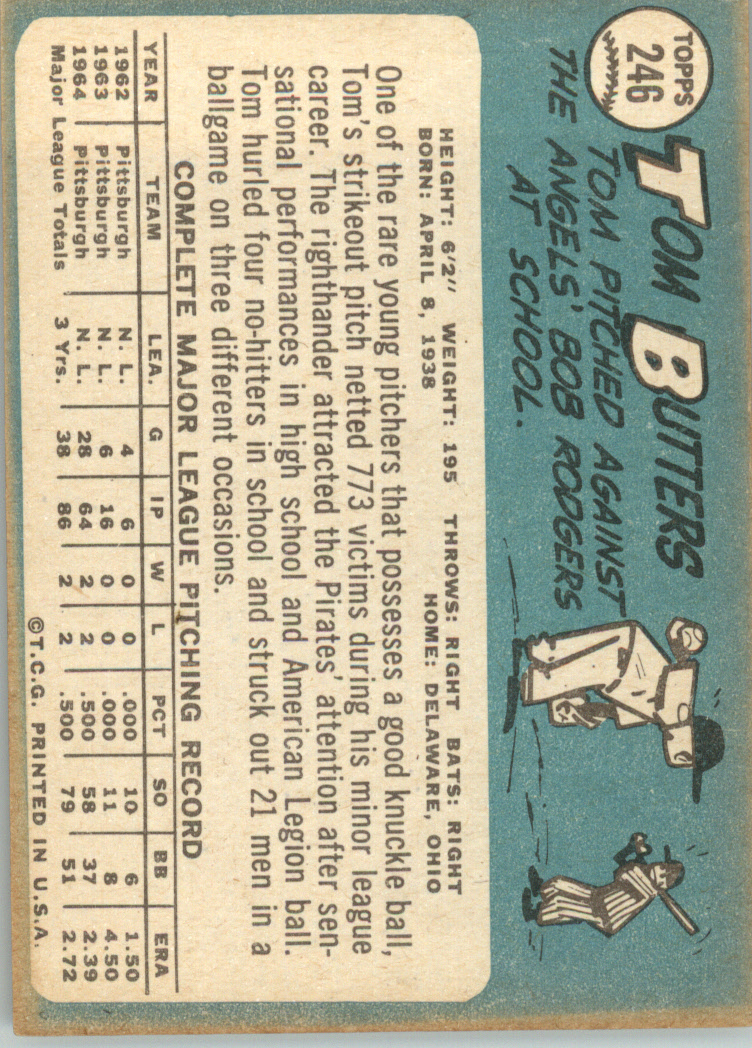 TOPPS
246
TOM BUTTERS
TOM PITCHED AGAINST
THE ANGELS' BOB RODGERS
AT SCHOOL.
HEIGHT: 6'2" WEIGHT: 195 THROWS: RIGHT BATS: RIGHT
BORN: APRIL 8, 1938 HOME: DELAWARE, OHIO
One of the rare young pitchers that possesses a good knuckle ball,
Tom's strikeout pitch netted 773 victims during his minor league
career. The righthander attracted the Pirates' attention after sen-
sational performances in high school and American Legion ball.
Tom hurled four no-hitters in school and struck out 21 men in a
ballgame on three different occasions.
COMPLETE MAJOR LEAGUE PITCHING RECORD
YEAR TEAM LEA. G IP W L PCT SO BB ERA
1962 Pittsburgh N. L. 4 6 0 0 .000 10 6 1.50
1963 Pittsburgh N. L. 6 16 0 0 .000 11 8 4.50
1964 Pittsburgh N. L. 28 64 2 2 .500 58 37 2.39
Major League Totals 3 Yrs. 38 86 2 2 .500 79 51 2.72
©T.C.G. PRINTED IN U.S.A.